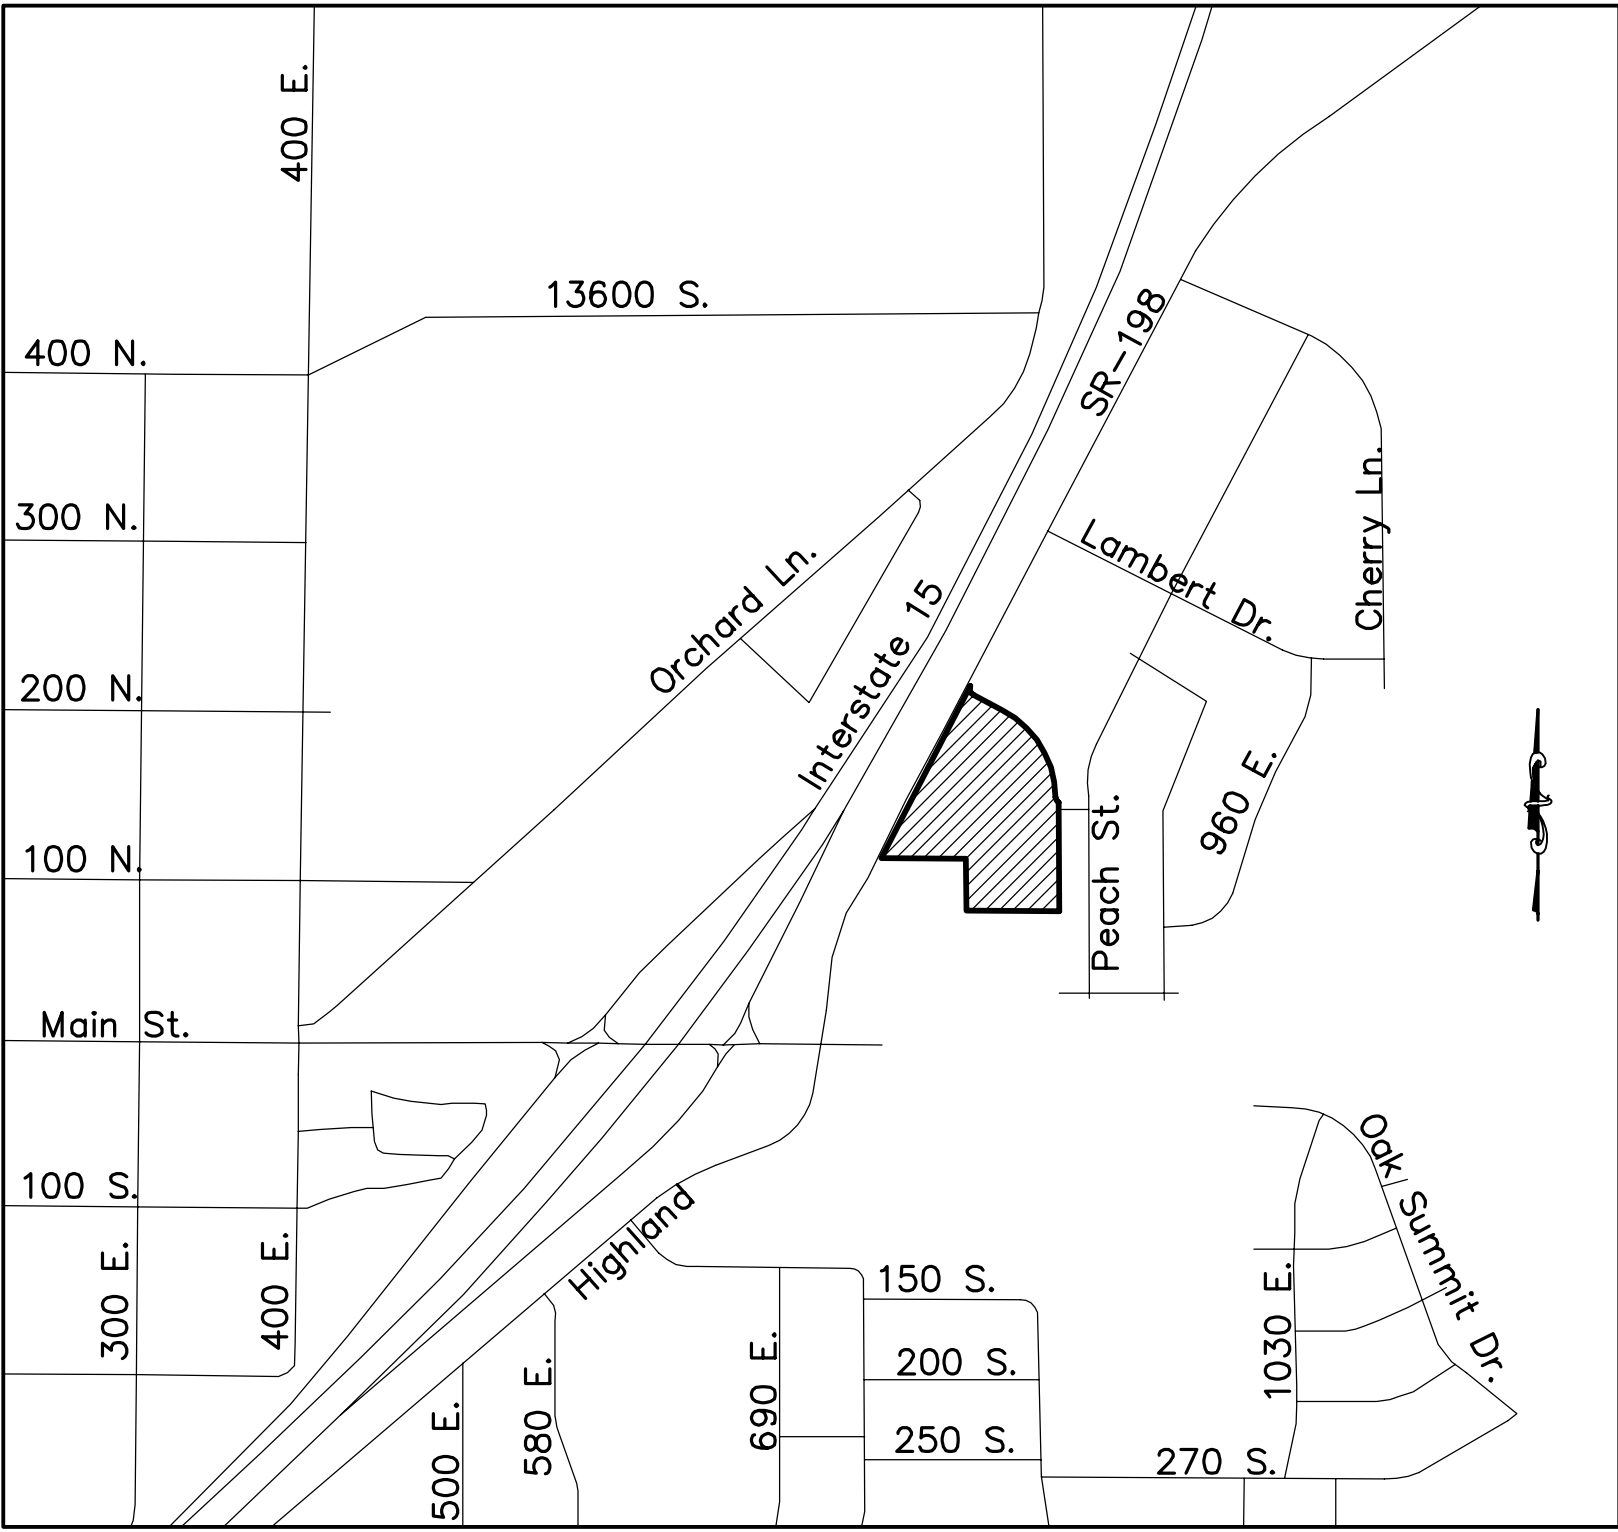 400 E.
13600 S.
SR-198
400 N.
300 N.
Cherry Ln.
Lambert Dr.
Orchard Ln.
Interstate 15
200 N.
960 E.
100 N.
Peach St.
Main St.
Oak Summit Dr.
100 S.
Highland
300 E.
400 E.
150 S.
1030 E.
200 S.
690 E.
580 E.
500 E.
250 S.
270 S.